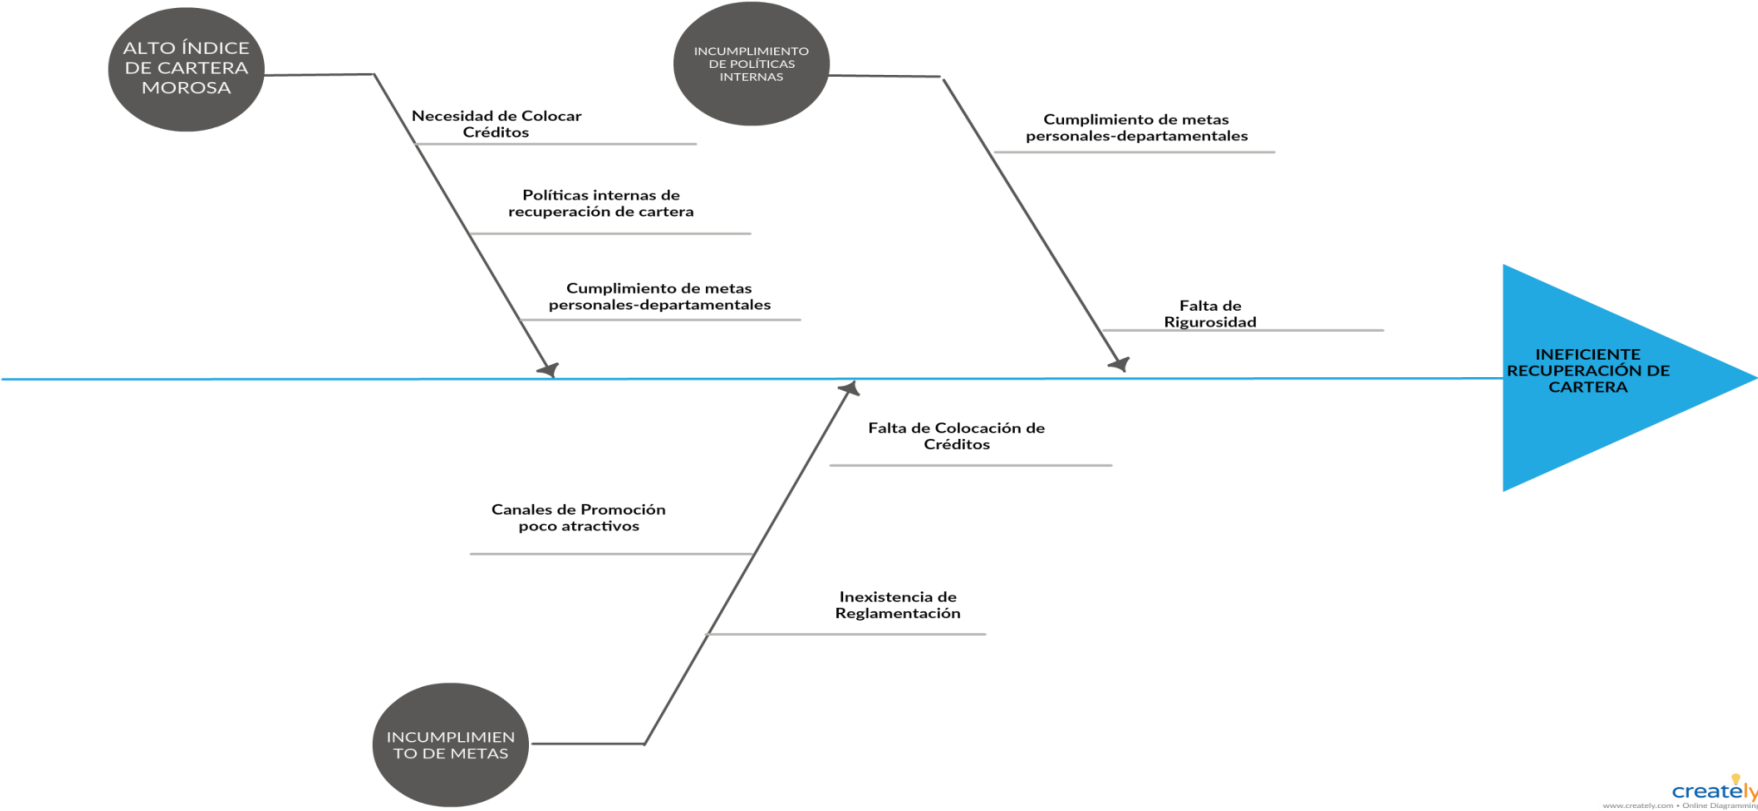 ALTO ÍNDICE
DE CARTERA
MOROSA
INCUMPLIMIENTO
DE POLÍTICAS
INTERNAS
Necesidad de Colocar
Créditos
Cumplimiento de metas
personales-departamentales
Políticas internas de
recuperación de cartera
Cumplimiento de metas
personales-departamentales
Falta de
Rigurosidad
INEFICIENTE
RECUPERACIÓN DE
CARTERA
Falta de Colocación de
Créditos
Canales de Promoción
poco atractivos
Inexistencia de
Reglamentación
INCUMPLIMIEN
TO DE METAS
creately
www.creately.com • Online Diagramming